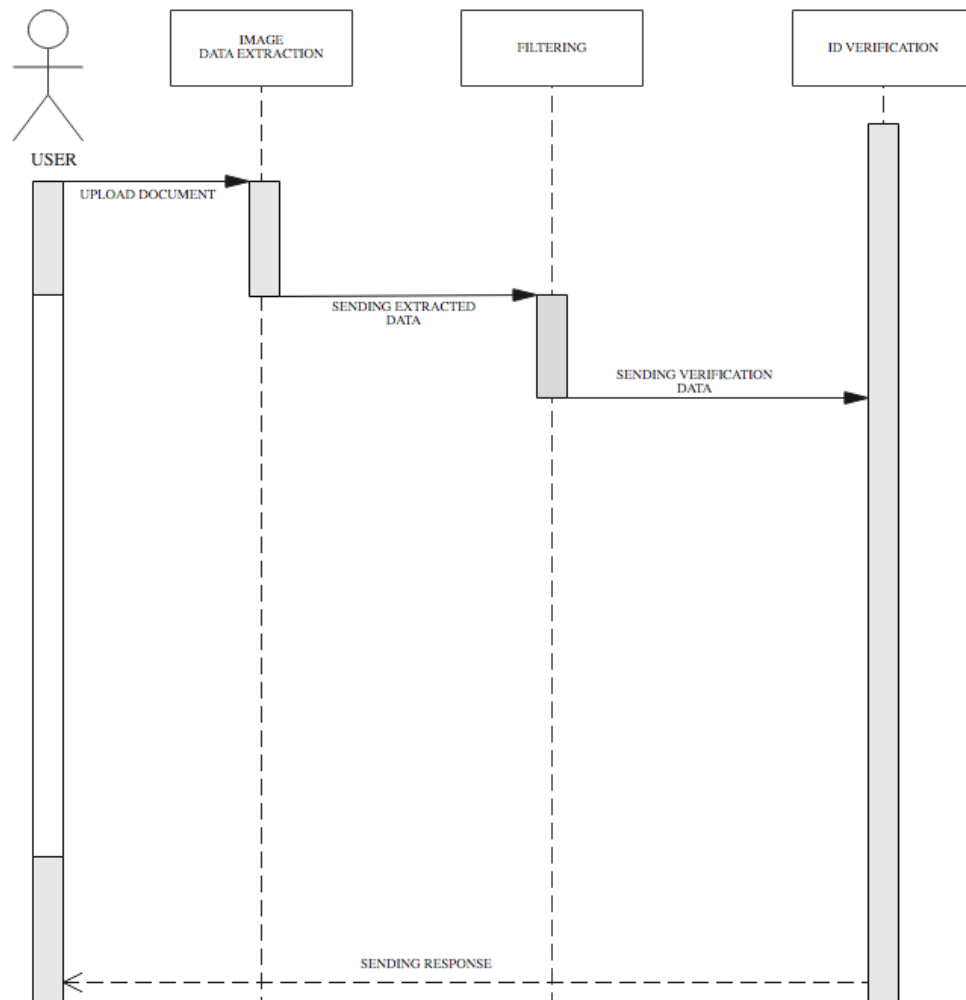 IMAGE
DATA EXTRACTION
FILTERING
ID VERIFICATION
USER
UPLOAD DOCUMENT
SENDING EXTRACTED
DATA
SENDING VERIFICATION
DATA
SENDING RESPONSE